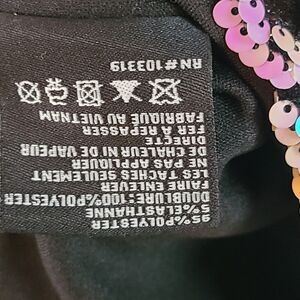 95%POLYESTER
5%ELASTHANNE
DOUBLURE: 100%POLYESTER
FAIRE ENLEVER
LES TACHES SEULEMENT
NE PAS APPLIQUER
DE CHALEUR NI DE VAPEUR
DIRECTE
FER À REPASSER
FABRIQUÉ AU VIETNAM
RN#103319